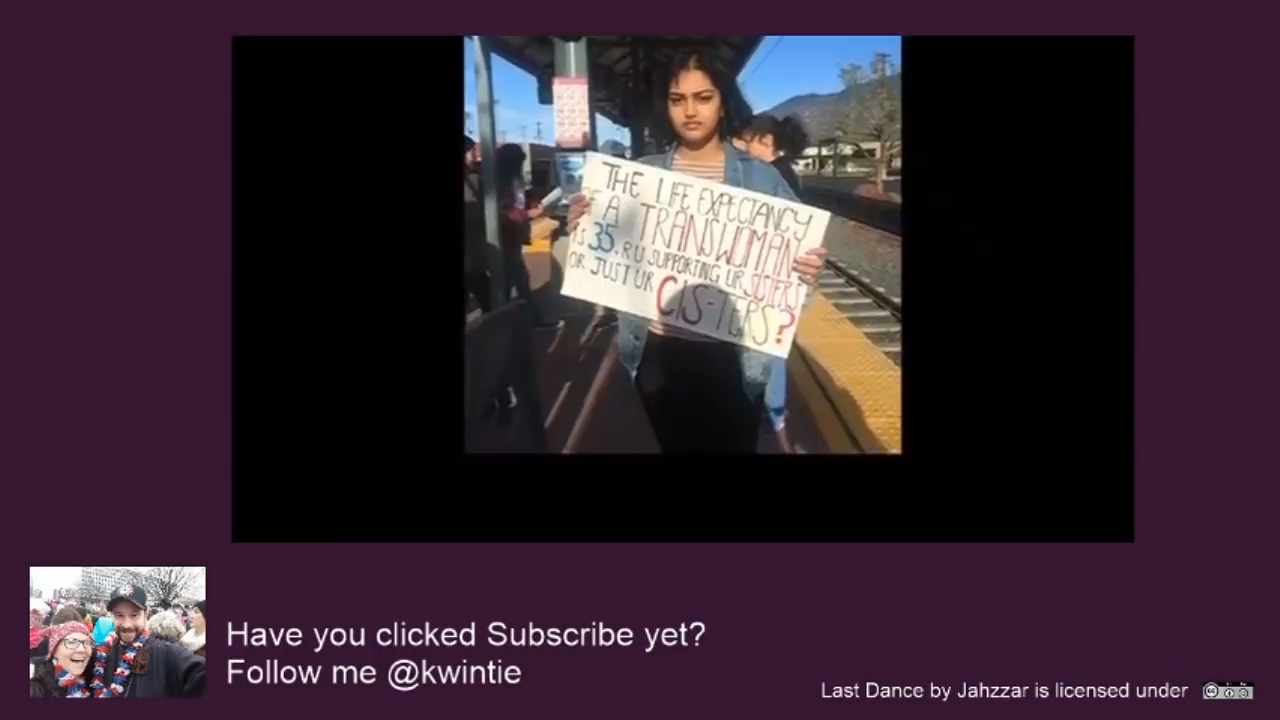 THE LIFE EXPECTANCY
OF A TRANSWOMAN
IS 35. R U SUPPORTING UR SISTERS
OR JUST UR CIS-TERS?
Have you clicked Subscribe yet?
Follow me @kwintie
Last Dance by Jahzzar is licensed under